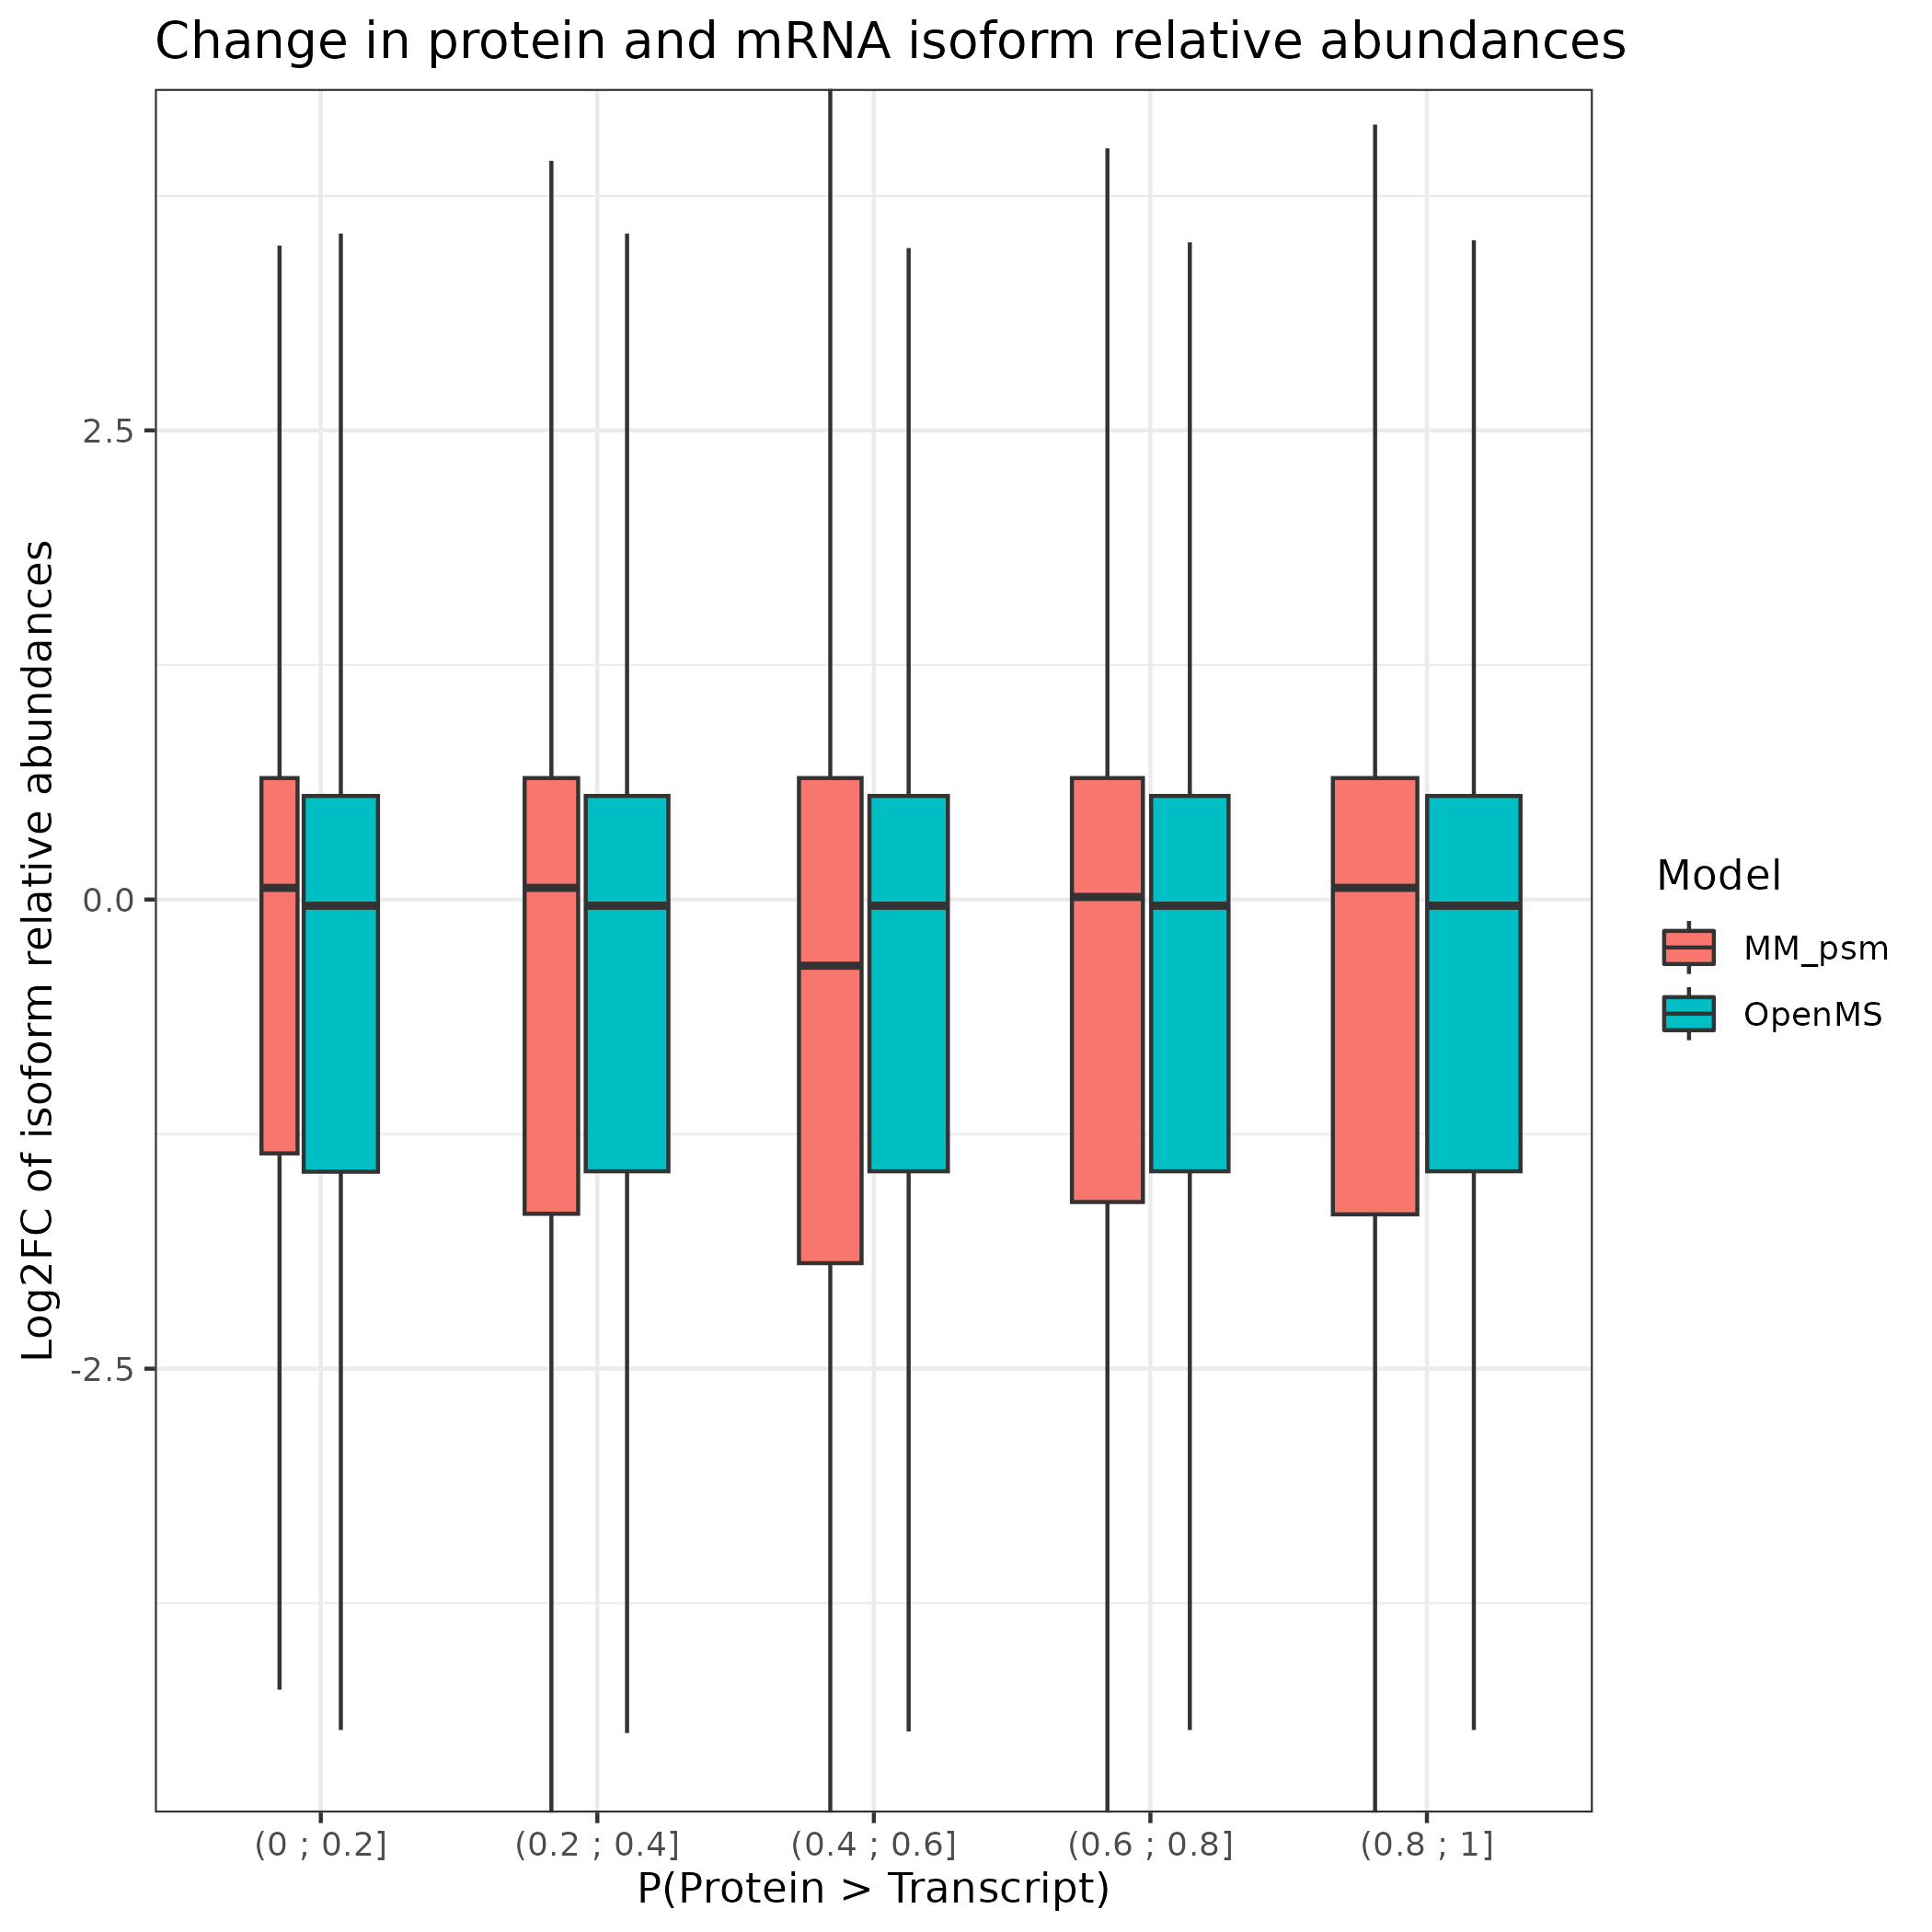 Change in protein and mRNA isoform relative abundances
Log2FC of isoform relative abundances
2.5
0.0
-2.5
(0 ; 0.2]
(0.2 ; 0.4]
(0.4 ; 0.6]
(0.6 ; 0.8]
(0.8 ; 1]
P(Protein > Transcript)
Model
MM_psm
OpenMS